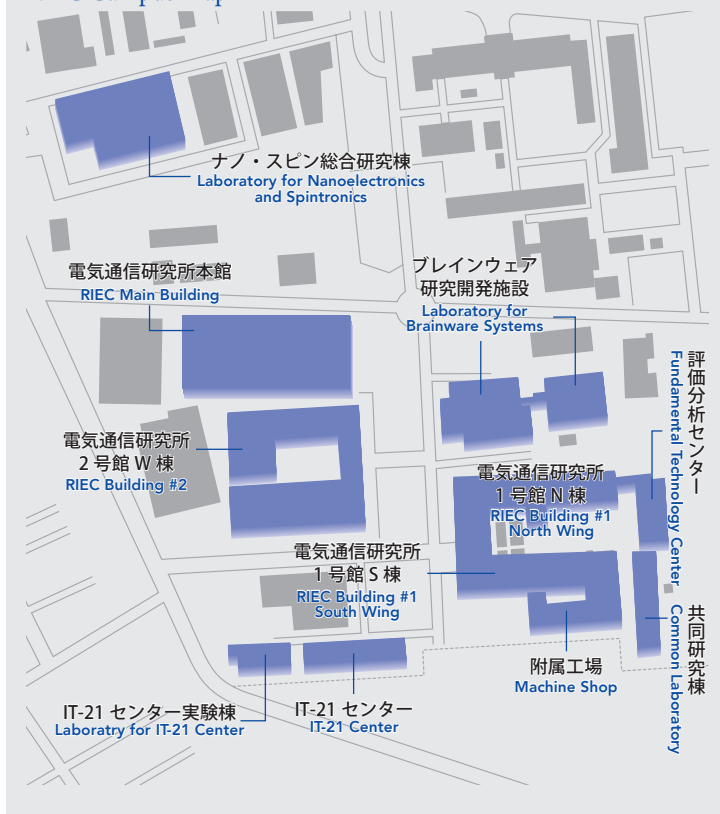 ナノ・スピン総合研究棟
Laboratory for Nanoelectronics
and Spintronics
電気通信研究所本館
RIEC Main Building
ブレインウェア
研究開発施設
Laboratory for
Brainware Systems
評価分析センター
Fundamental Technology Center
電気通信研究所
2 号館 W 棟
RIEC Building #2
電気通信研究所
1 号館 N 棟
RIEC Building #1
North Wing
電気通信研究所
1 号館 S 棟
RIEC Building #1
South Wing
共同研究棟
Common Laboratory
附属工場
Machine Shop
IT-21 センター実験棟
Laboratry for IT-21 Center
IT-21 センター
IT-21 Center